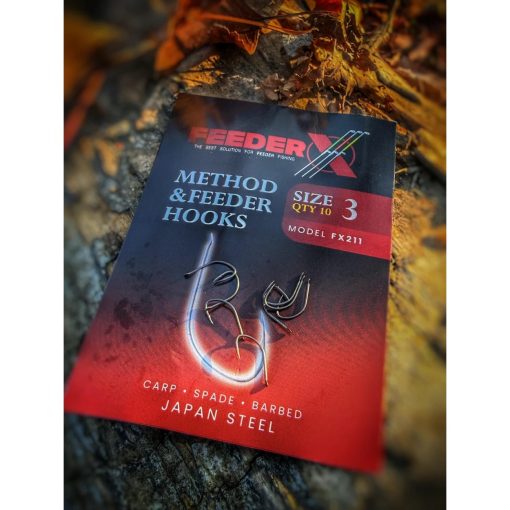 FEEDER X
THE BEST SOLUTION FOR FEEDER FISHING
METHOD
&FEEDER
HOOKS
SIZE 3
QTY 10
MODEL FX211
CARP • SPADE • BARBED
JAPAN STEEL